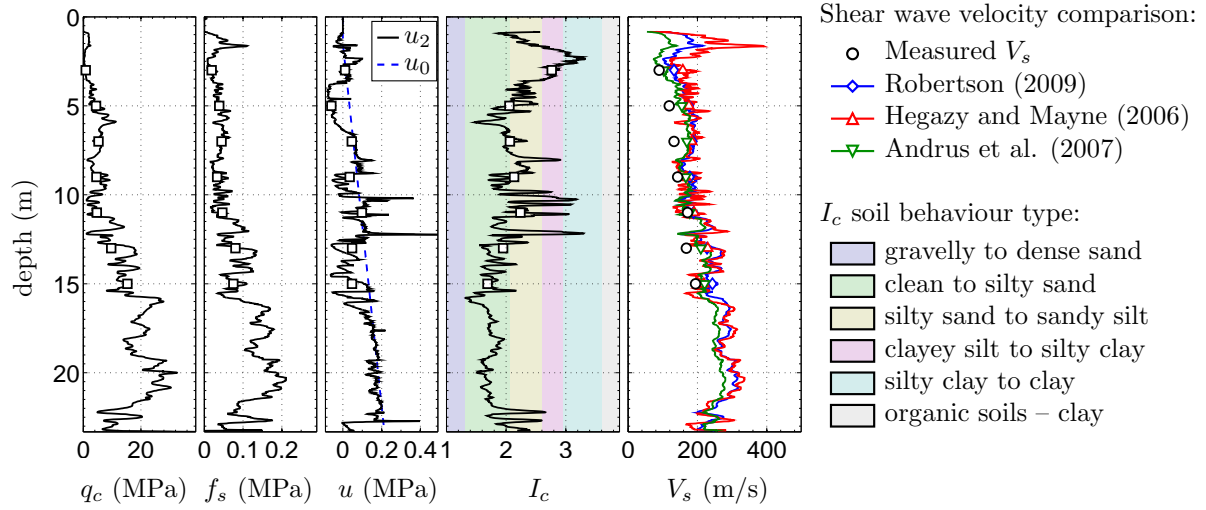 Shear wave velocity comparison:
Measured V_s
Robertson (2009)
Hegazy and Mayne (2006)
Andrus et al. (2007)
I_c soil behaviour type:
gravelly to dense sand
clean to silty sand
silty sand to sandy silt
clayey silt to silty clay
silty clay to clay
organic soils – clay
u_2
u_0
depth (m)
0
5
10
15
20
0 20
0 0.1 0.2
0 0.2 0.4
1 2 3
0 200 400
q_c (MPa)
f_s (MPa)
u (MPa)
I_c
V_s (m/s)